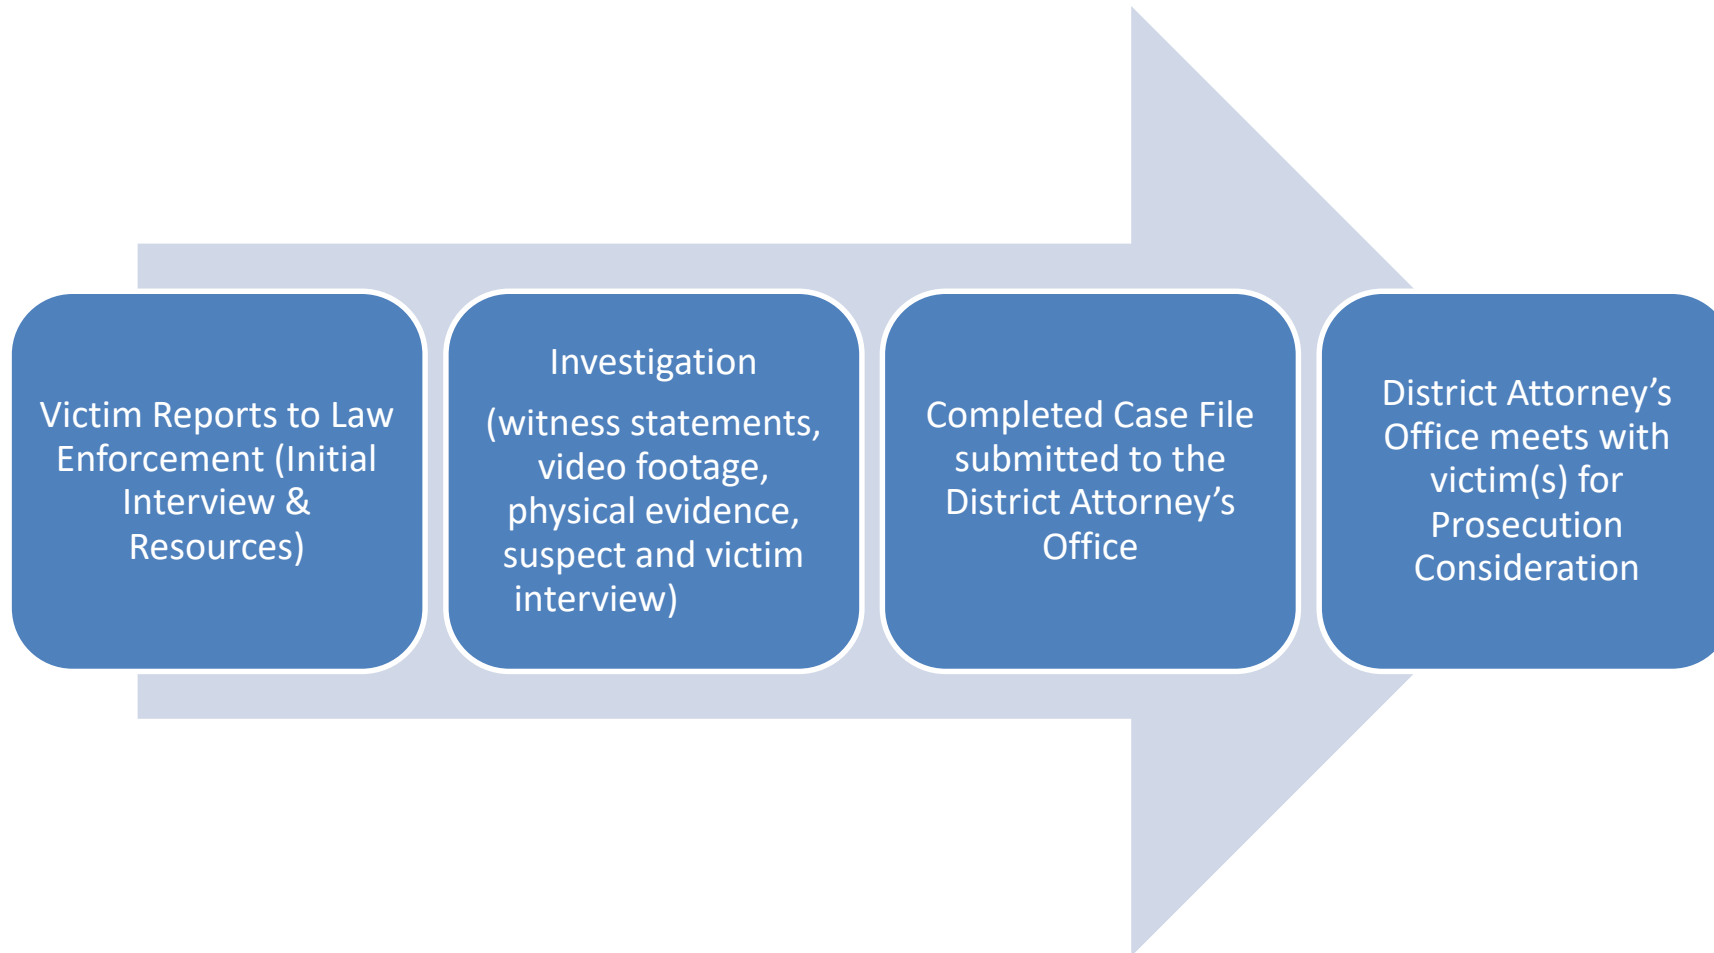 Victim Reports to Law
Enforcement (Initial
Interview &
Resources)
Investigation
(witness statements,
video footage,
physical evidence,
suspect and victim
interview)
Completed Case File
submitted to the
District Attorney’s
Office
District Attorney’s
Office meets with
victim(s) for
Prosecution
Consideration